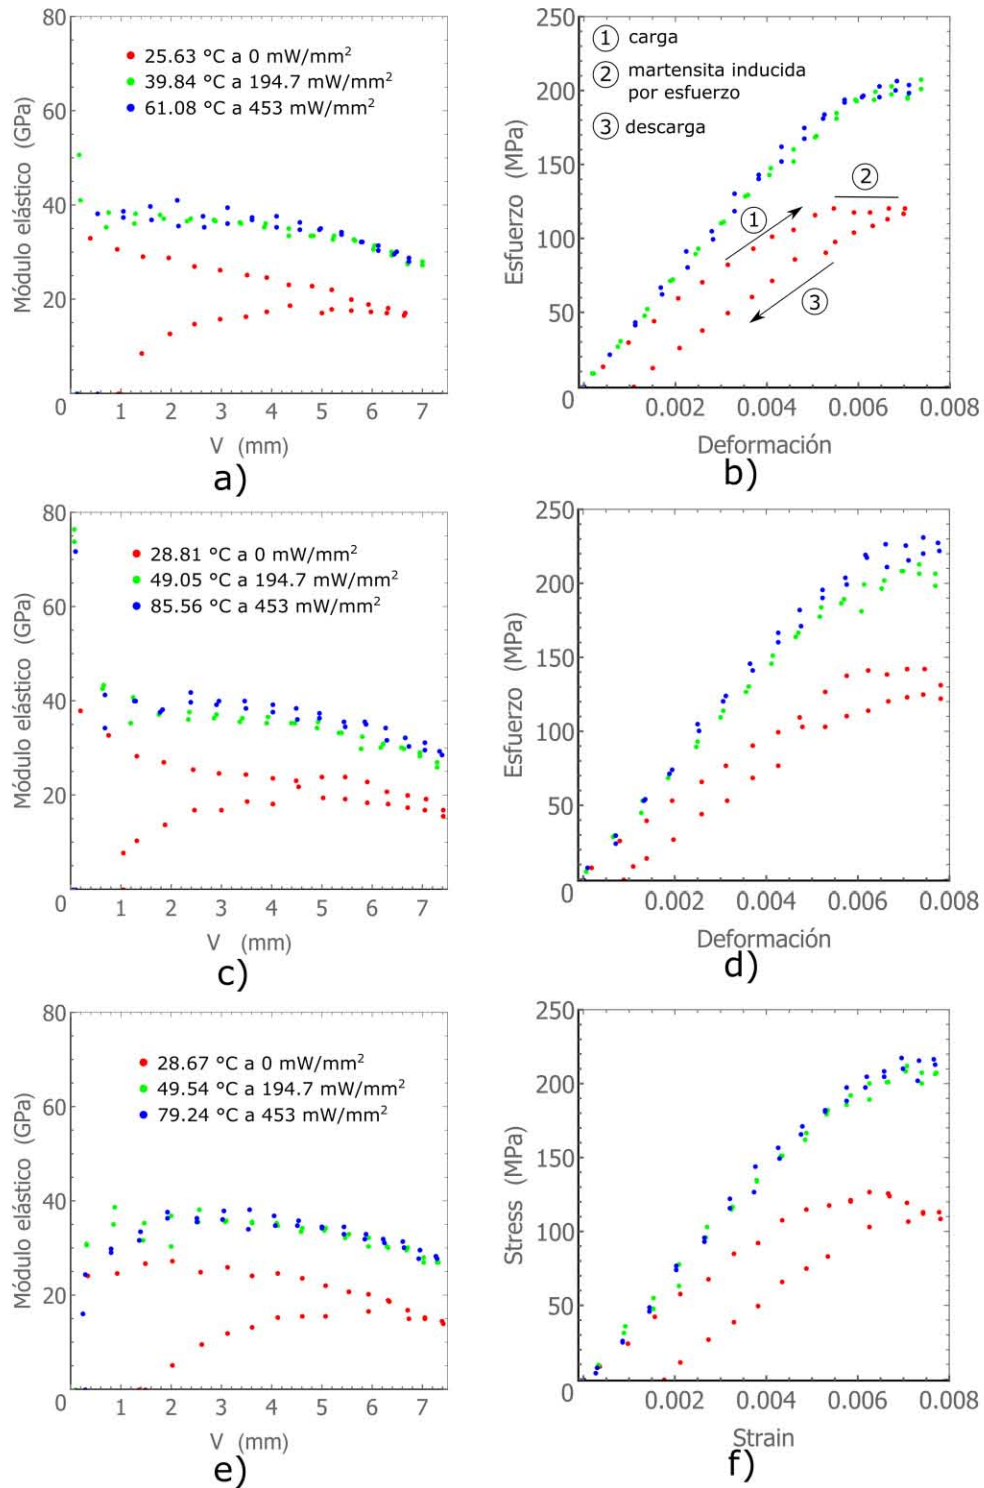 80
60
40
20
0
Módulo elástico (GPa)
25.63 °C a 0 mW/mm²
39.84 °C a 194.7 mW/mm²
61.08 °C a 453 mW/mm²
1 2 3 4 5 6 7
V (mm)
a)
250
200
150
100
50
0
Esfuerzo (MPa)
1 carga
2 martensita inducida
por esfuerzo
3 descarga
1
2
3
0.002 0.004 0.006 0.008
Deformación
b)
80
60
40
20
0
Módulo elástico (GPa)
28.81 °C a 0 mW/mm²
49.05 °C a 194.7 mW/mm²
85.56 °C a 453 mW/mm²
1 2 3 4 5 6 7
V (mm)
c)
250
200
150
100
50
0
Esfuerzo (MPa)
0.002 0.004 0.006 0.008
Deformación
d)
80
60
40
20
0
Módulo elástico (GPa)
28.67 °C a 0 mW/mm²
49.54 °C a 194.7 mW/mm²
79.24 °C a 453 mW/mm²
1 2 3 4 5 6 7
V (mm)
e)
250
200
150
100
50
0
Stress (MPa)
0.002 0.004 0.006 0.008
Strain
f)